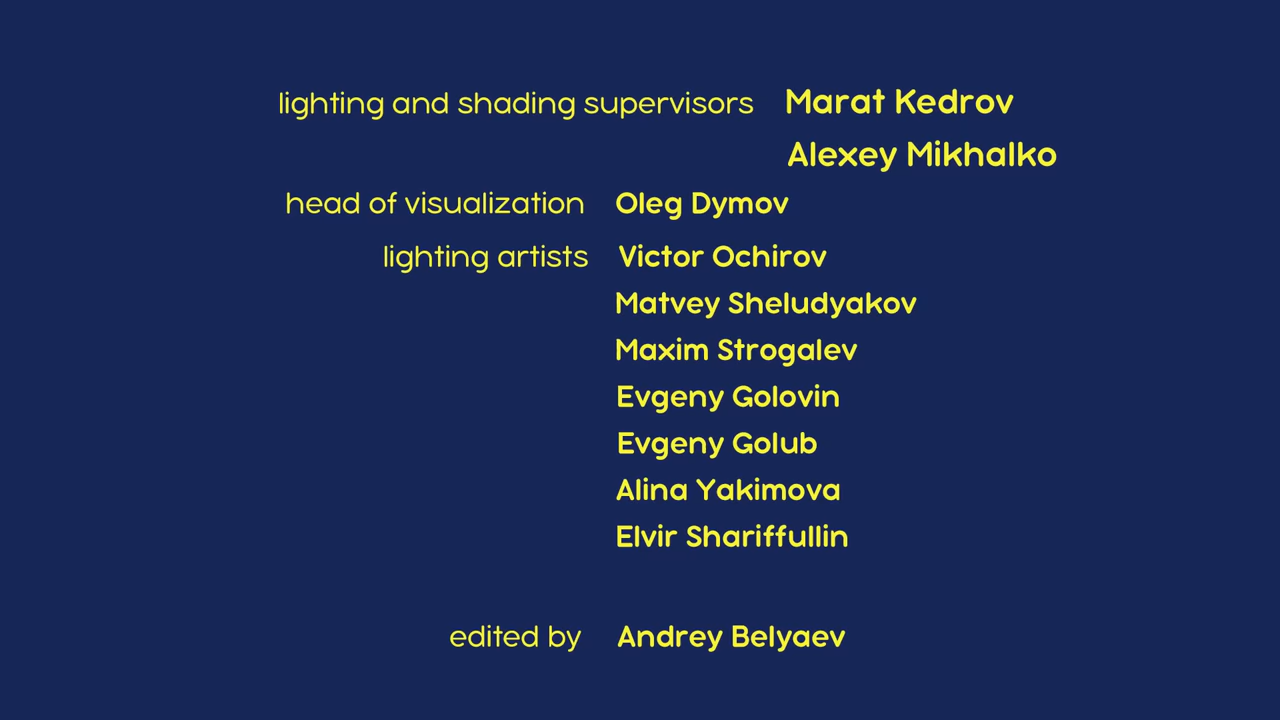 lighting and shading supervisors Marat Kedrov
Alexey Mikhalko
head of visualization Oleg Dymov
lighting artists Victor Ochirov
Matvey Sheludyakov
Maxim Strogalev
Evgeny Golovin
Evgeny Golub
Alina Yakimova
Elvir Shariffullin
edited by Andrey Belyaev